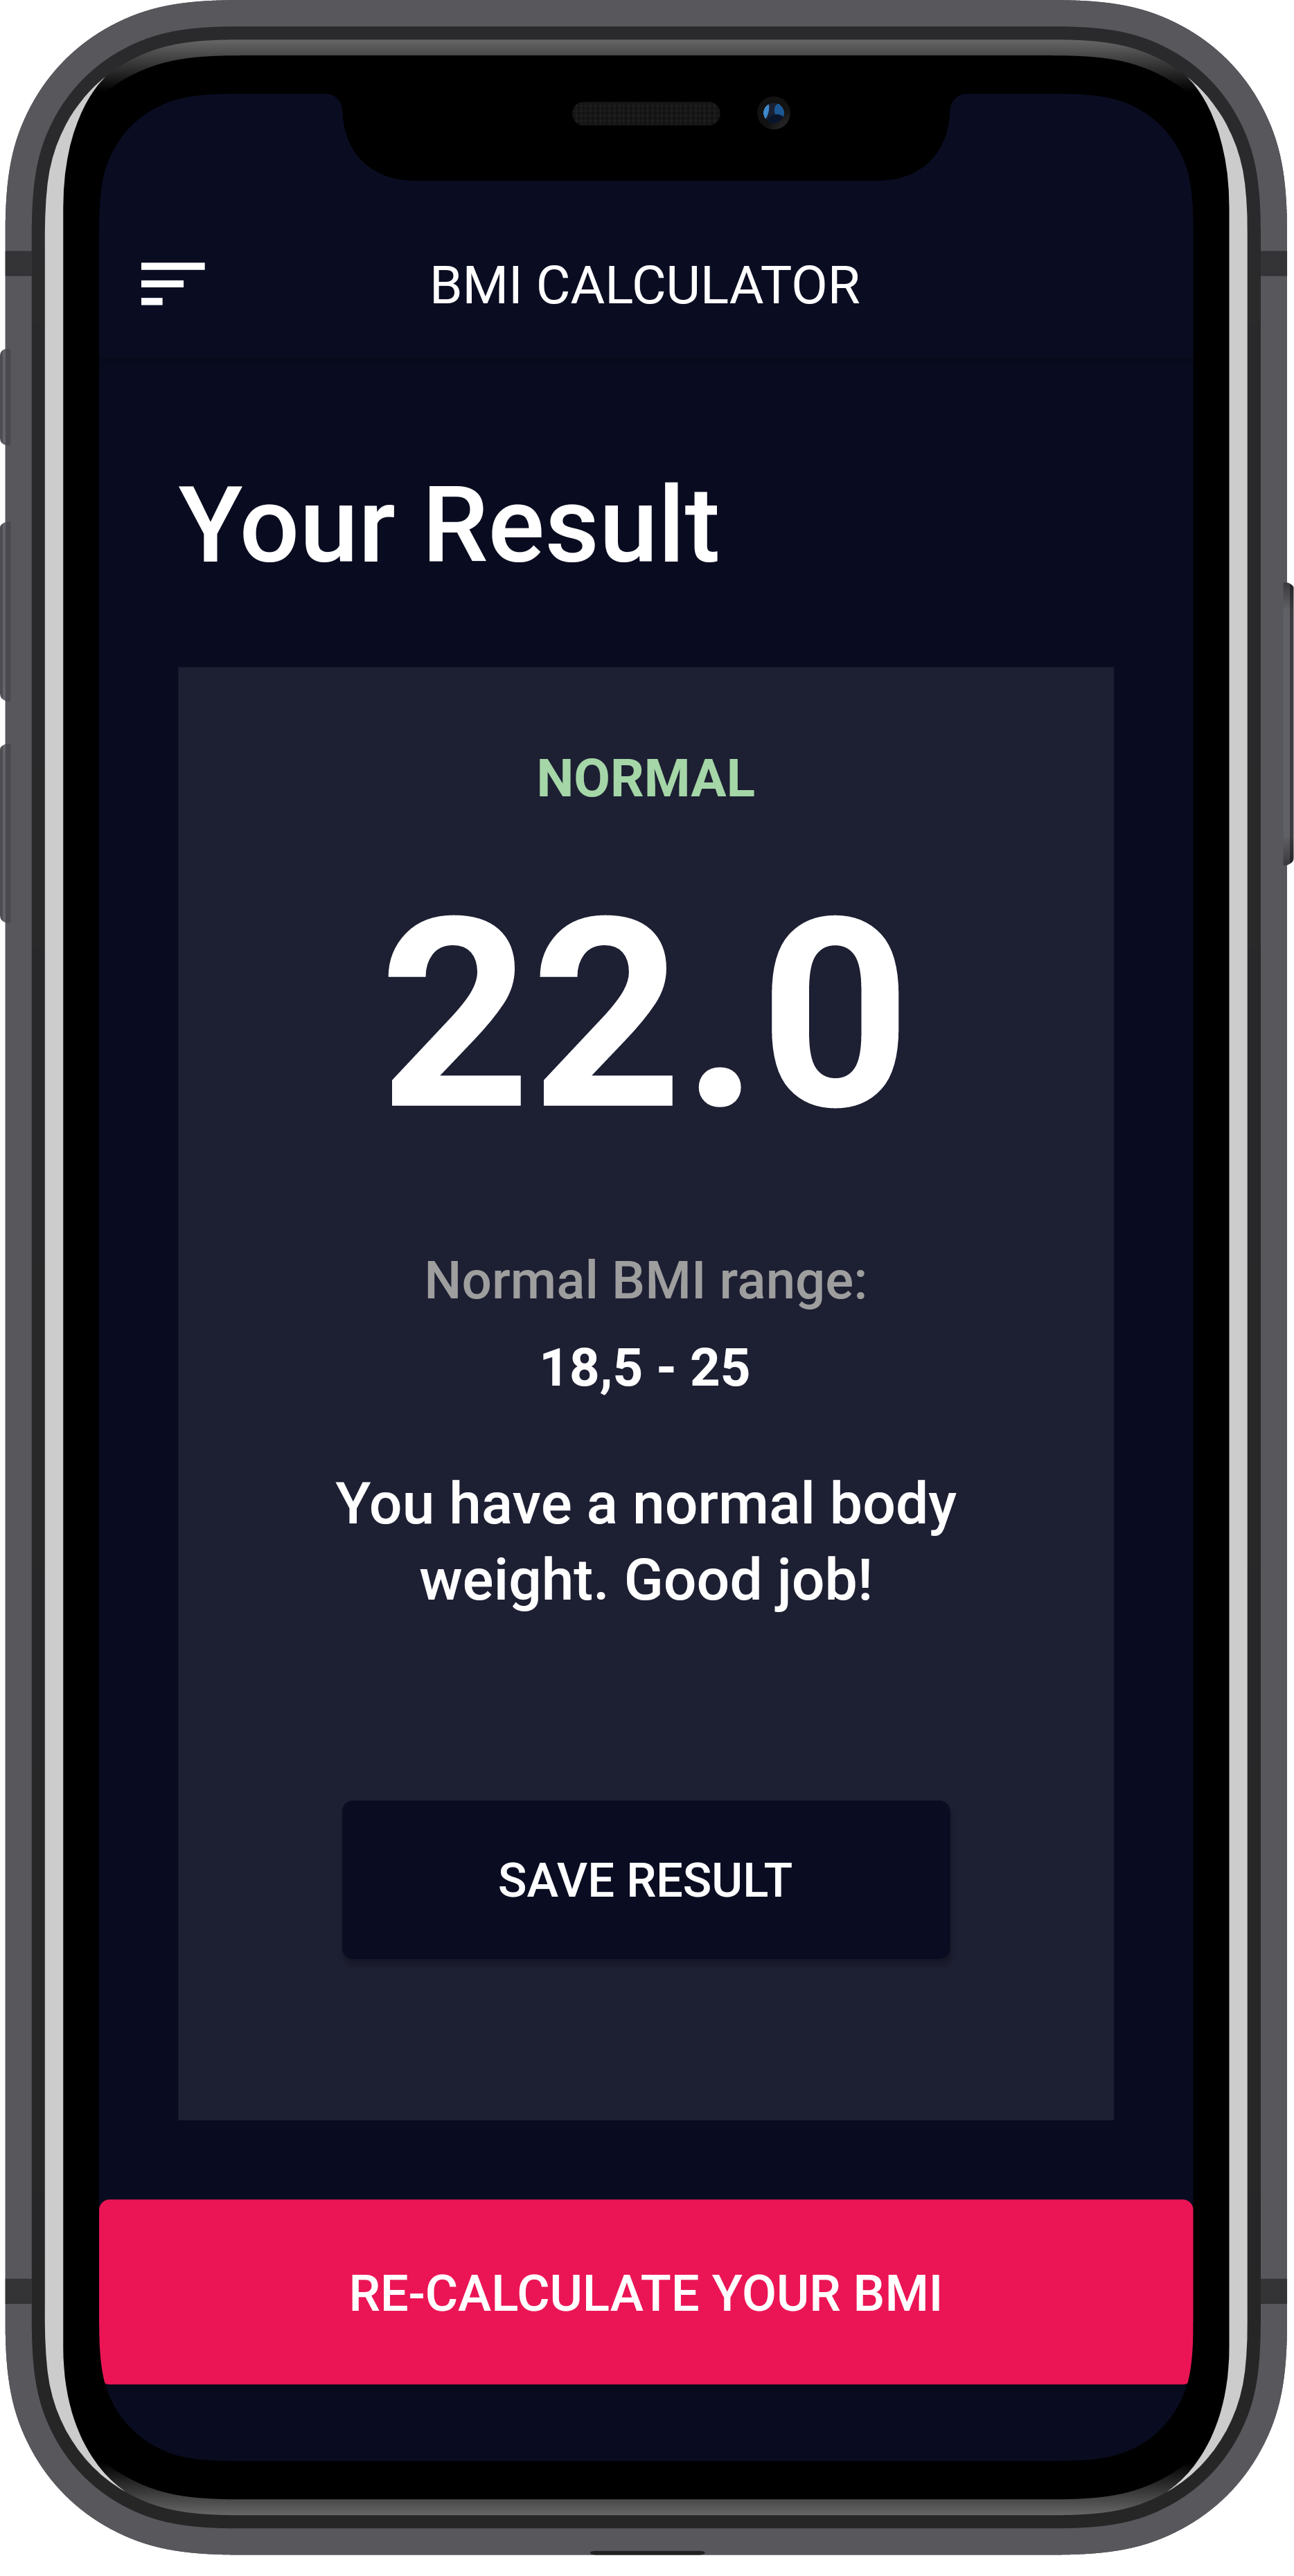 BMI CALCULATOR
Your Result
NORMAL
22.0
Normal BMI range:
18,5 - 25
You have a normal body
weight. Good job!
SAVE RESULT
RE-CALCULATE YOUR BMI